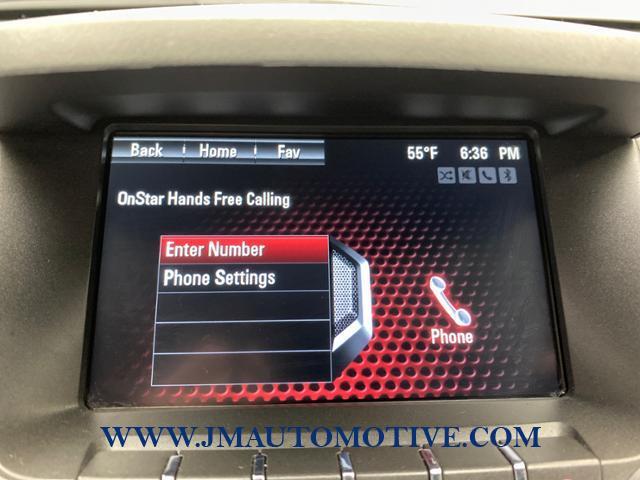 Back Home Fav 55°F 6:36 PM
OnStar Hands Free Calling
Enter Number
Phone Settings
Phone
WWW.JMAUTOMOTIVE.COM